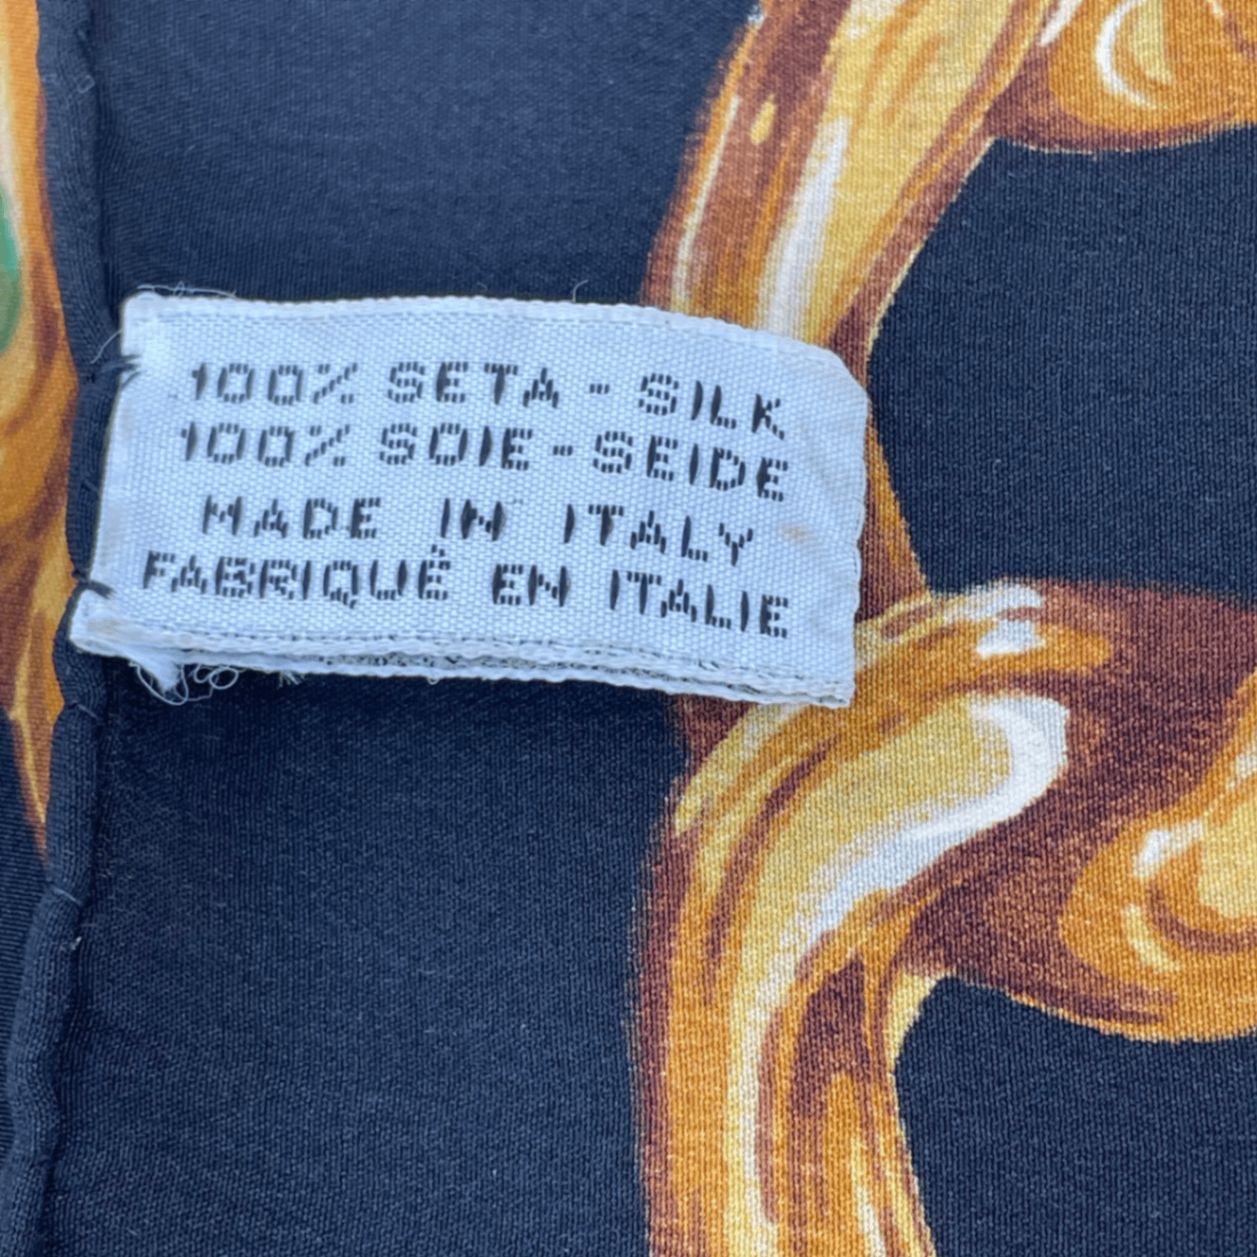 100% SETA - SILK
100% SOIE - SEIDE
MADE IN ITALY
FABRIQUÉ EN ITALIE